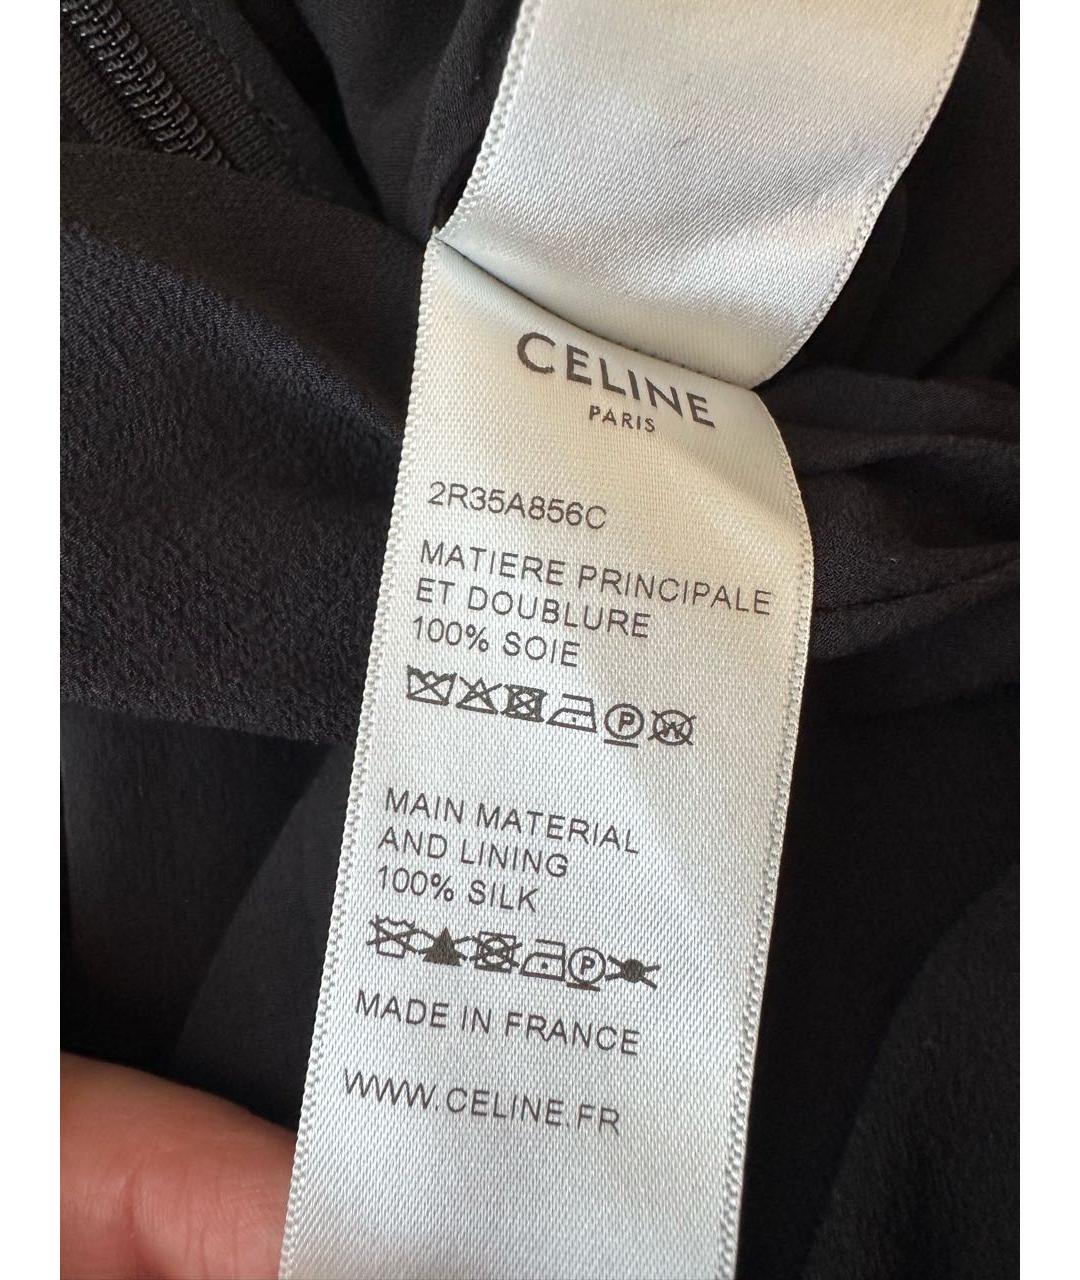 CELINE
PARIS
2R35A856C
MATIERE PRINCIPALE
ET DOUBLURE
100% SOIE
P W
MAIN MATERIAL
AND LINING
100% SILK
P
MADE IN FRANCE
WWW.CELINE.FR